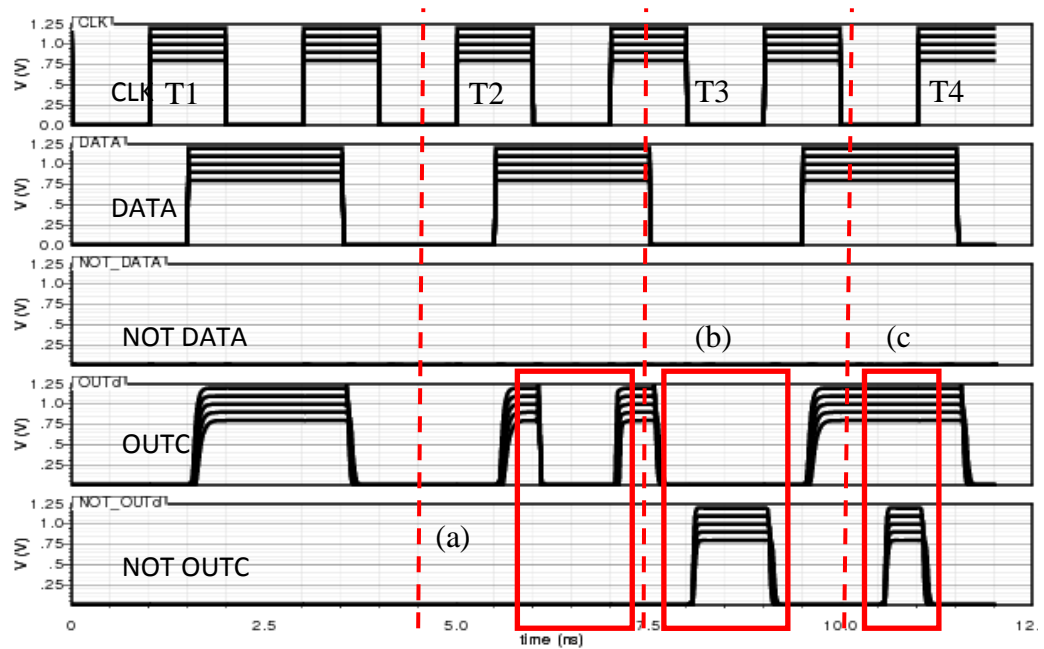 CLK
1.25
1.0
.75
.5
.25
0.0
V (V)
CLK T1 T2 T3 T4
DATA
1.25
1.0
.75
.5
.25
0.0
V (V)
DATA
NOT_DATA
1.25
1.0
.75
.5
.25
V (V)
NOT DATA (b) (c
OUTd
1.25
1.0
.75
.5
.25
V (V)
OUTC
NOT_OUTd
1.25
1.0
.75
.5
.25
V (V)
(a)
NOT OUTC
0 2.5 5.0 7.5 10.0 12.
time (ns)